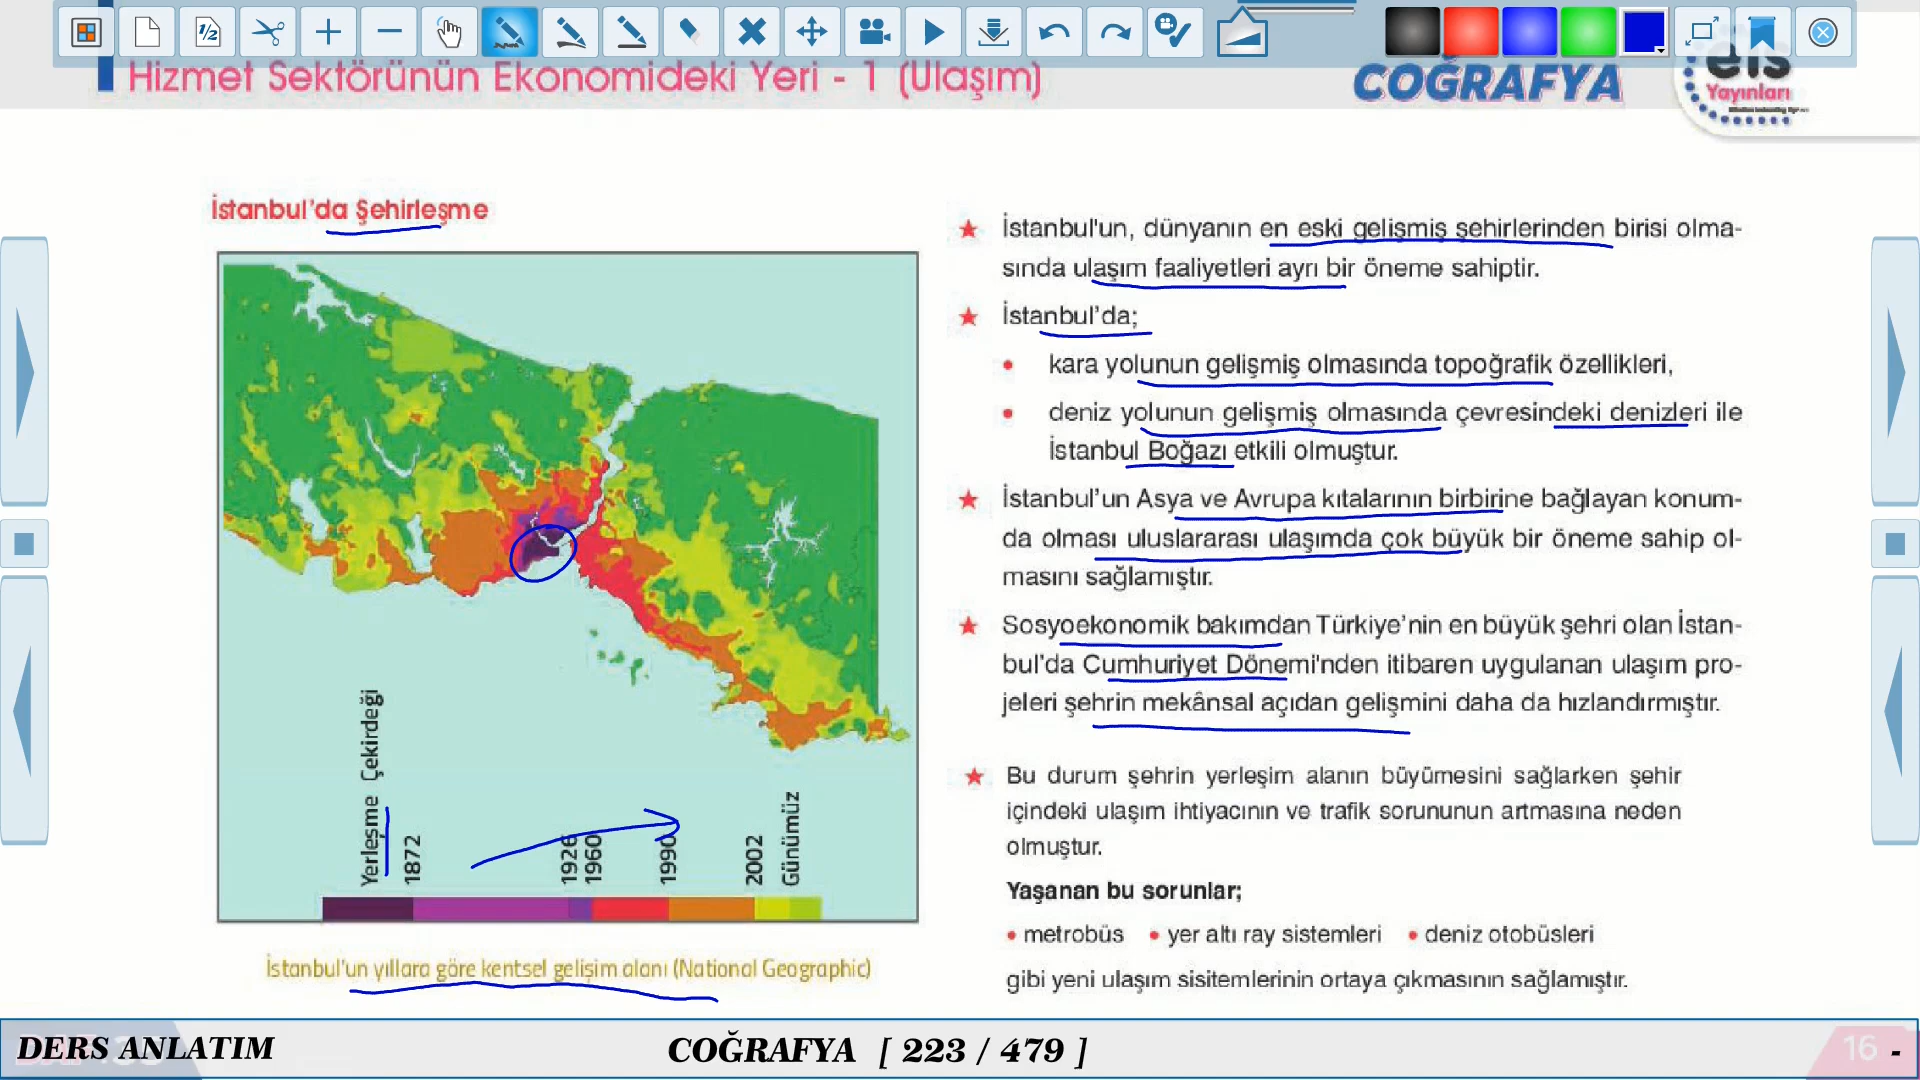 Hizmet Sektörünün Ekonomideki Yeri - 1 (Ulaşım)
COĞRAFYA
eis
Yayınları
İstanbul'da Şehirleşme
Yerleşme Çekirdeği
1872
1926
1960
1990
2002
Günümüz
İstanbul'un yıllara göre kentsel gelişim alanı (National Geographic)
★ İstanbul'un, dünyanın en eski gelişmiş şehirlerinden birisi olma-
sında ulaşım faaliyetleri ayrı bir öneme sahiptir.
★ İstanbul'da;
• kara yolunun gelişmiş olmasında topoğrafik özellikleri,
• deniz yolunun gelişmiş olmasında çevresindeki denizleri ile
İstanbul Boğazı etkili olmuştur.
★ İstanbul'un Asya ve Avrupa kıtalarının birbirine bağlayan konum-
da olması uluslararası ulaşımda çok büyük bir öneme sahip ol-
masını sağlamıştır.
★ Sosyoekonomik bakımdan Türkiye'nin en büyük şehri olan İstan-
bul'da Cumhuriyet Dönemi'nden itibaren uygulanan ulaşım pro-
jeleri şehrin mekânsal açıdan gelişmini daha da hızlandırmıştır.
★ Bu durum şehrin yerleşim alanın büyümesini sağlarken şehir
içindeki ulaşım ihtiyacının ve trafik sorununun artmasına neden
olmuştur.
Yaşanan bu sorunlar;
• metrobüs • yer altı ray sistemleri • deniz otobüsleri
gibi yeni ulaşım sisitemlerinin ortaya çıkmasının sağlamıştır.
DERS ANLATIM
COĞRAFYA [ 223 / 479 ]
16 -